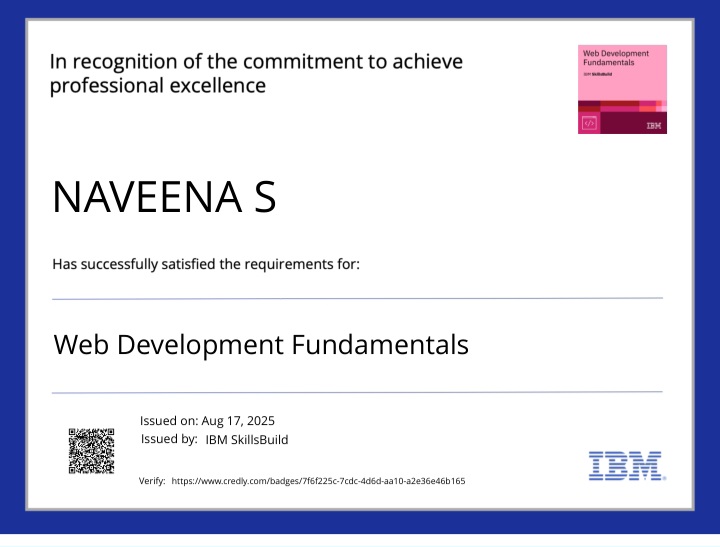 In recognition of the commitment to achieve
professional excellence
Web Development
Fundamentals
IBM SkillsBuild
IBM
NAVEENA S
Has successfully satisfied the requirements for:
Web Development Fundamentals
Issued on: Aug 17, 2025
Issued by: IBM SkillsBuild
Verify: https://www.credly.com/badges/7f6f225c-7cdc-4d6d-aa10-a2e36e46b165
IBM®